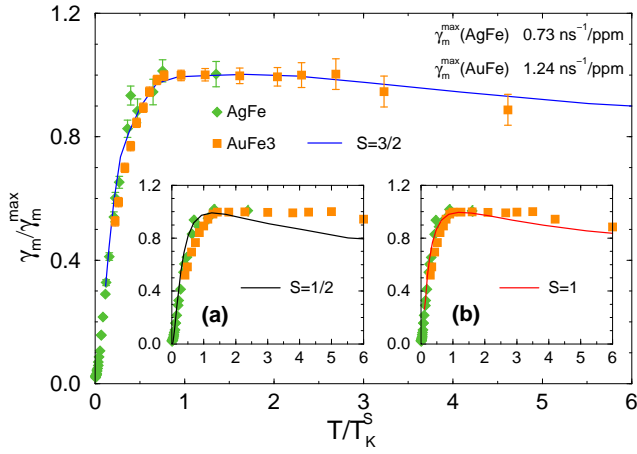 γ_m^max(AgFe) 0.73 ns⁻¹/ppm
γ_m^max(AuFe) 1.24 ns⁻¹/ppm
1.2
0.8
0.4
0.0
γ_m/γ_m^max
AgFe
AuFe3
S=3/2
1.2
0.8
0.4
0.0
(a)
S=1/2
0 1 2 3 4 5 6
1.2
0.8
0.4
0.0
(b)
S=1
0 1 2 3 4 5 6
0 1 2 3 4 5 6
T/T_K^S